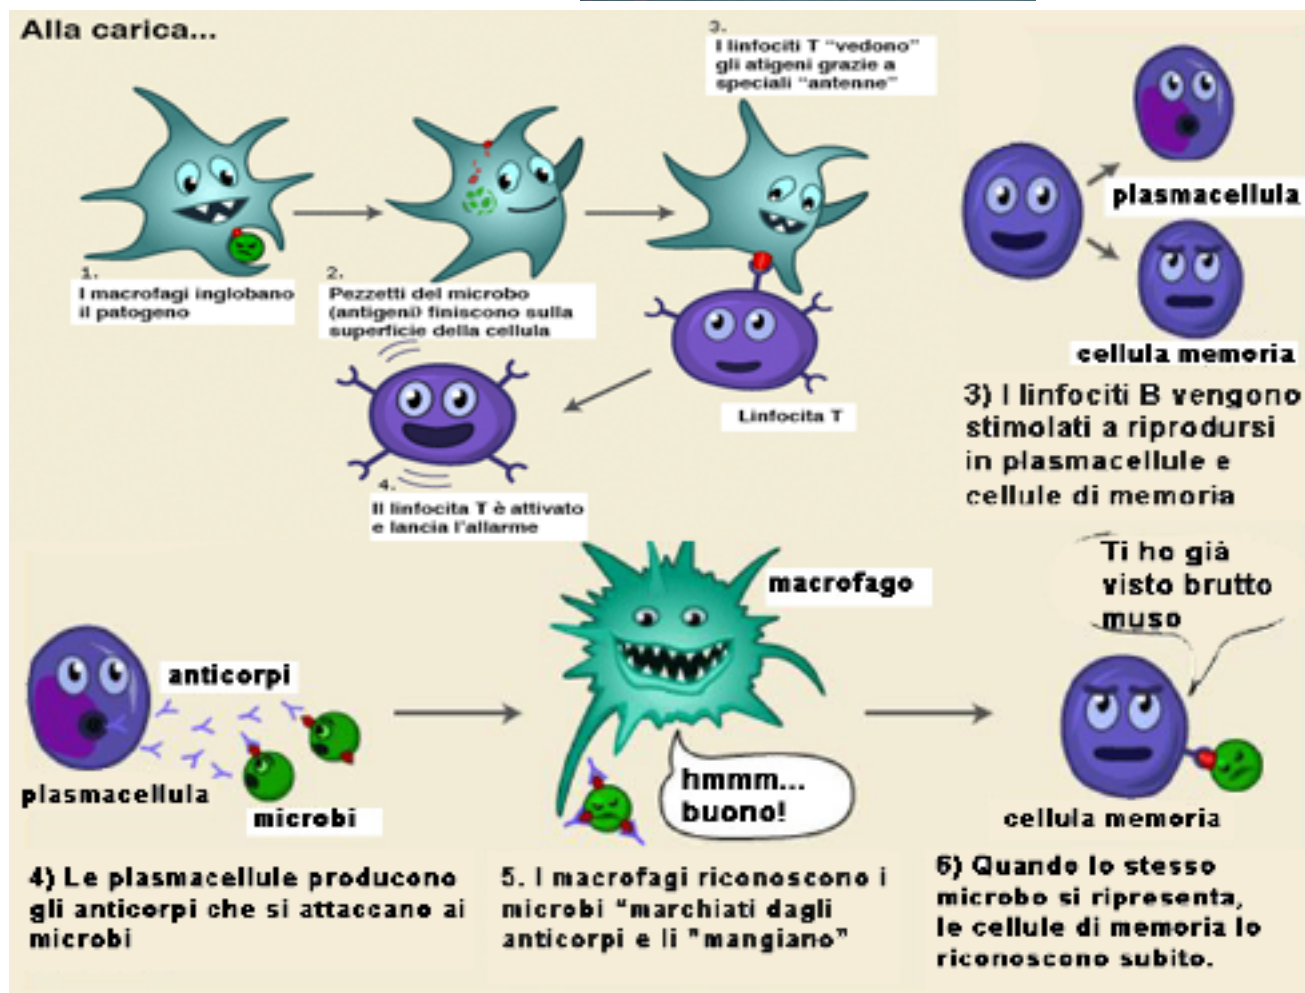 Alla carica...
1.
I macrofagi inglobano
il patogeno
2.
Pezzetti del microbo
(antigeni) finiscono sulla
superficie della cellula
3.
I linfociti T “vedono”
gli atigeni grazie a
speciali “antenne”
Linfocita T
4.
Il linfocita T è attivato
e lancia l'allarme
plasmacellula
cellula memoria
3) I linfociti B vengono
stimolati a riprodursi
in plasmacellule e
cellule di memoria
anticorpi
plasmacellula
microbi
4) Le plasmacellule producono
gli anticorpi che si attaccano ai
microbi
macrofago
hmmm...
buono!
5. I macrofagi riconoscono i
microbi "marchiati dagli
anticorpi e li "mangiano"
Ti ho già
visto brutto
muso
cellula memoria
6) Quando lo stesso
microbo si ripresenta,
le cellule di memoria lo
riconoscono subito.